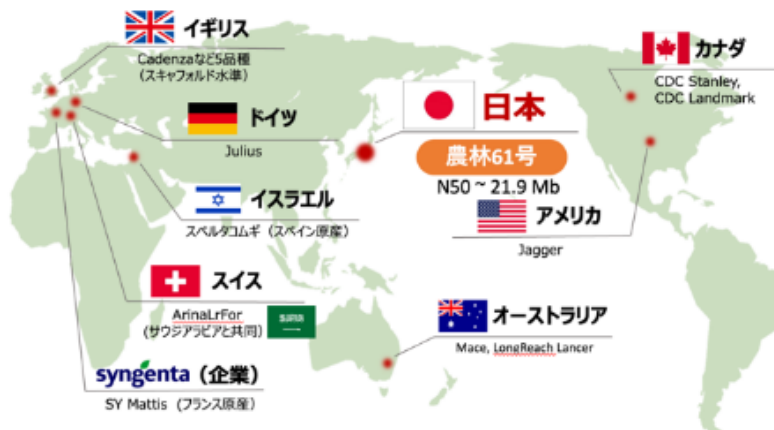 イギリス
Cadenzaなど5品種
(スキャフォルド水準)
カナダ
CDC Stanley,
CDC Landmark
ドイツ
Julius
日本
農林61号
N50 ~ 21.9 Mb
イスラエル
スペルタコムギ (スペイン原産)
アメリカ
Jagger
スイス
ArinaLrFor
(サウジアラビアと共同)
オーストラリア
Mace, LongReach Lancer
syngenta (企業)
SY Mattis (フランス原産)